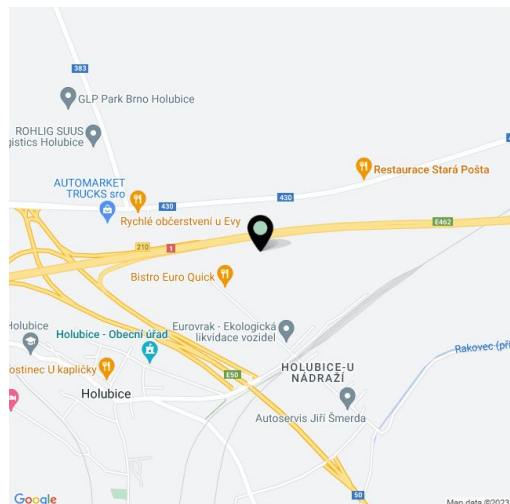 383
GLP Park Brno Holubice
ROHLIG SUUS
gistics Holubice
Restaurace Stará Pošta
AUTOMARKET
TRUCKS sro
430
430
Rychlé občerstvení u Evy
E462
210
1
Bistro Euro Quick
Holubice
Holubice - Obecní úřad
Eurovrak - Ekologická
likvidace vozidel
Rakovec (př
ostinec U kapličky
E50
HOLUBICE-U
NÁDRAŽÍ
Holubice
Autoservis Jiří Šmerda
50
Google
Map data ©2023